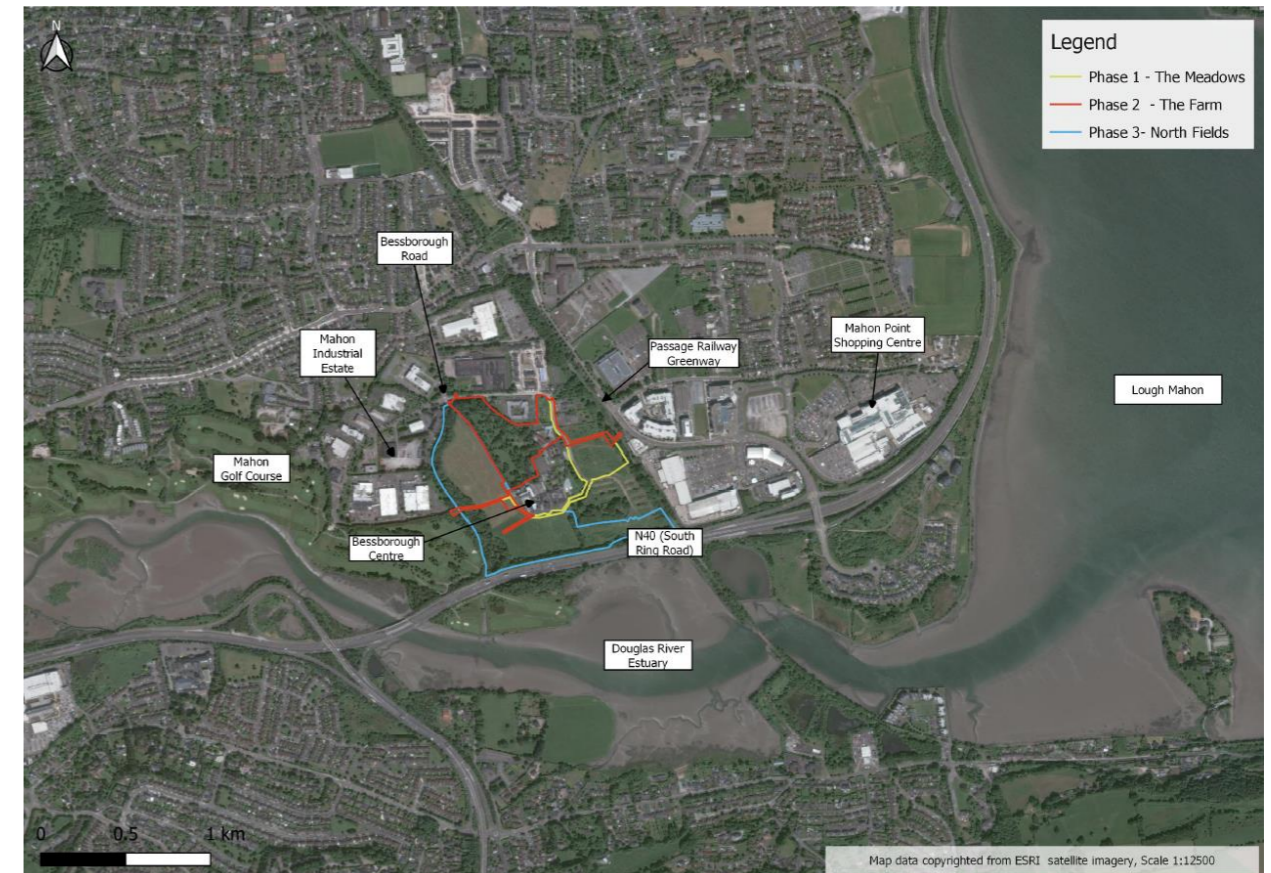 N
Legend
Phase 1 - The Meadows
Phase 2 - The Farm
Phase 3- North Fields
Bessborough
Road
Mahon
Industrial
Estate
Passage Railway
Greenway
Mahon Point
Shopping Centre
Lough Mahon
Mahon
Golf Course
Bessborough
Centre
N40 (South
Ring Road)
Douglas River
Estuary
0 0.5 1 km
Map data copyrighted from ESRI satellite imagery, Scale 1:12500